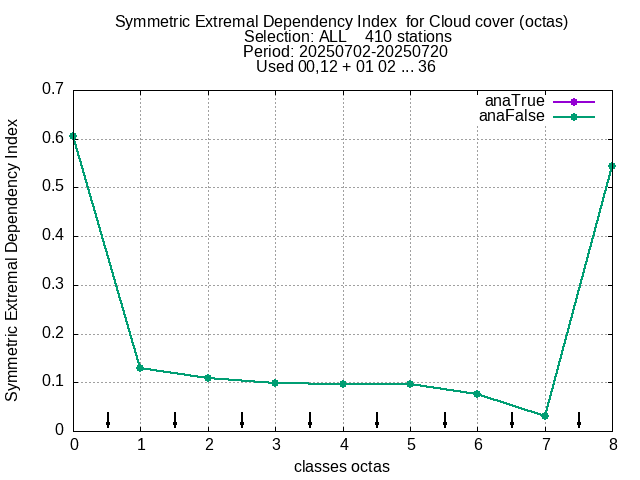 Symmetric Extremal Dependency Index  for Cloud cover (octas)
Selection: ALL    410 stations
Period: 20250702-20250720
Used 00,12 + 01 02 ... 36
anaTrue
anaFalse
Symmetric Extremal Dependency Index
0.7
0.6
0.5
0.4
0.3
0.2
0.1
0
0 1 2 3 4 5 6 7 8
classes octas